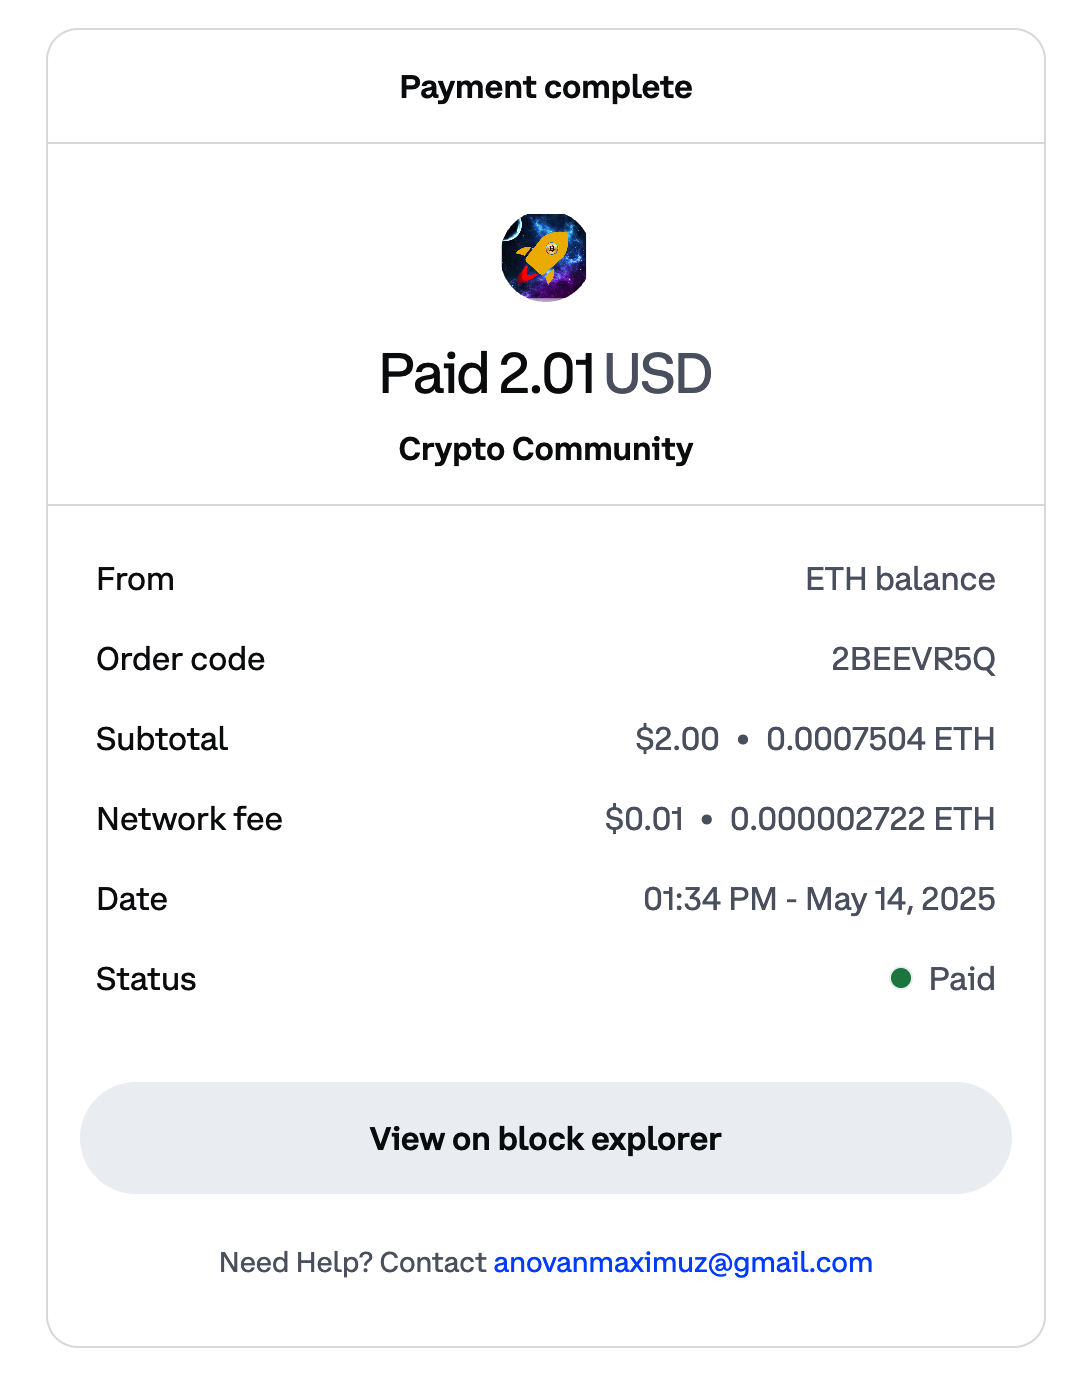 Payment complete
Paid 2.01 USD
Crypto Community
From ETH balance
Order code 2BEEVR5Q
Subtotal $2.00 • 0.0007504 ETH
Network fee $0.01 • 0.000002722 ETH
Date 01:34 PM - May 14, 2025
Status Paid
View on block explorer
Need Help? Contact anovanmaximuz@gmail.com